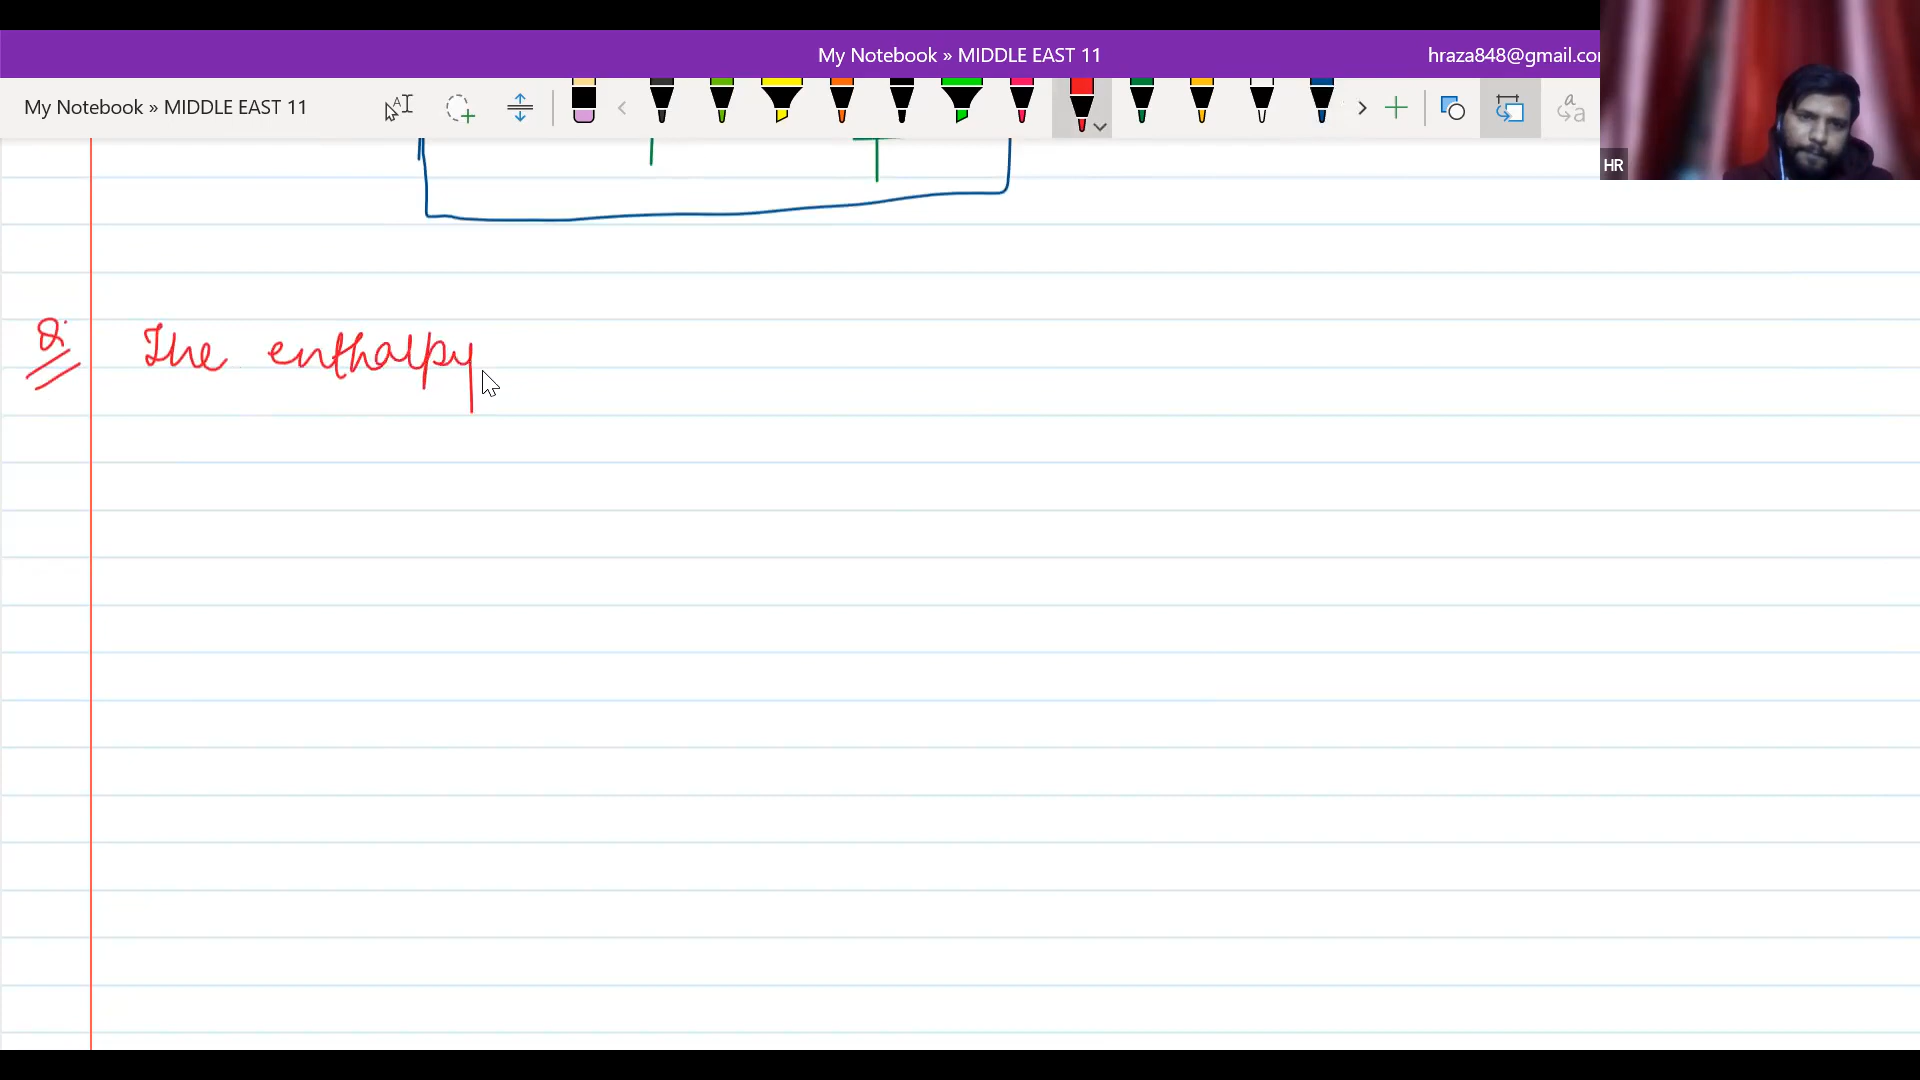 My Notebook » MIDDLE EAST 11
hraza848@gmail.co
My Notebook » MIDDLE EAST 11
HR
Q. The enthalpy